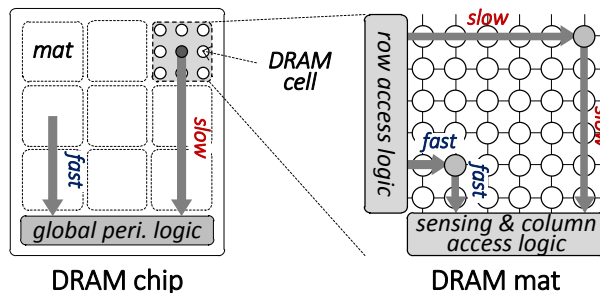 mat
DRAM
cell
slow
fast
global peri. logic
DRAM chip
slow
row access logic
fast
fast
slow
sensing & column
access logic
DRAM mat